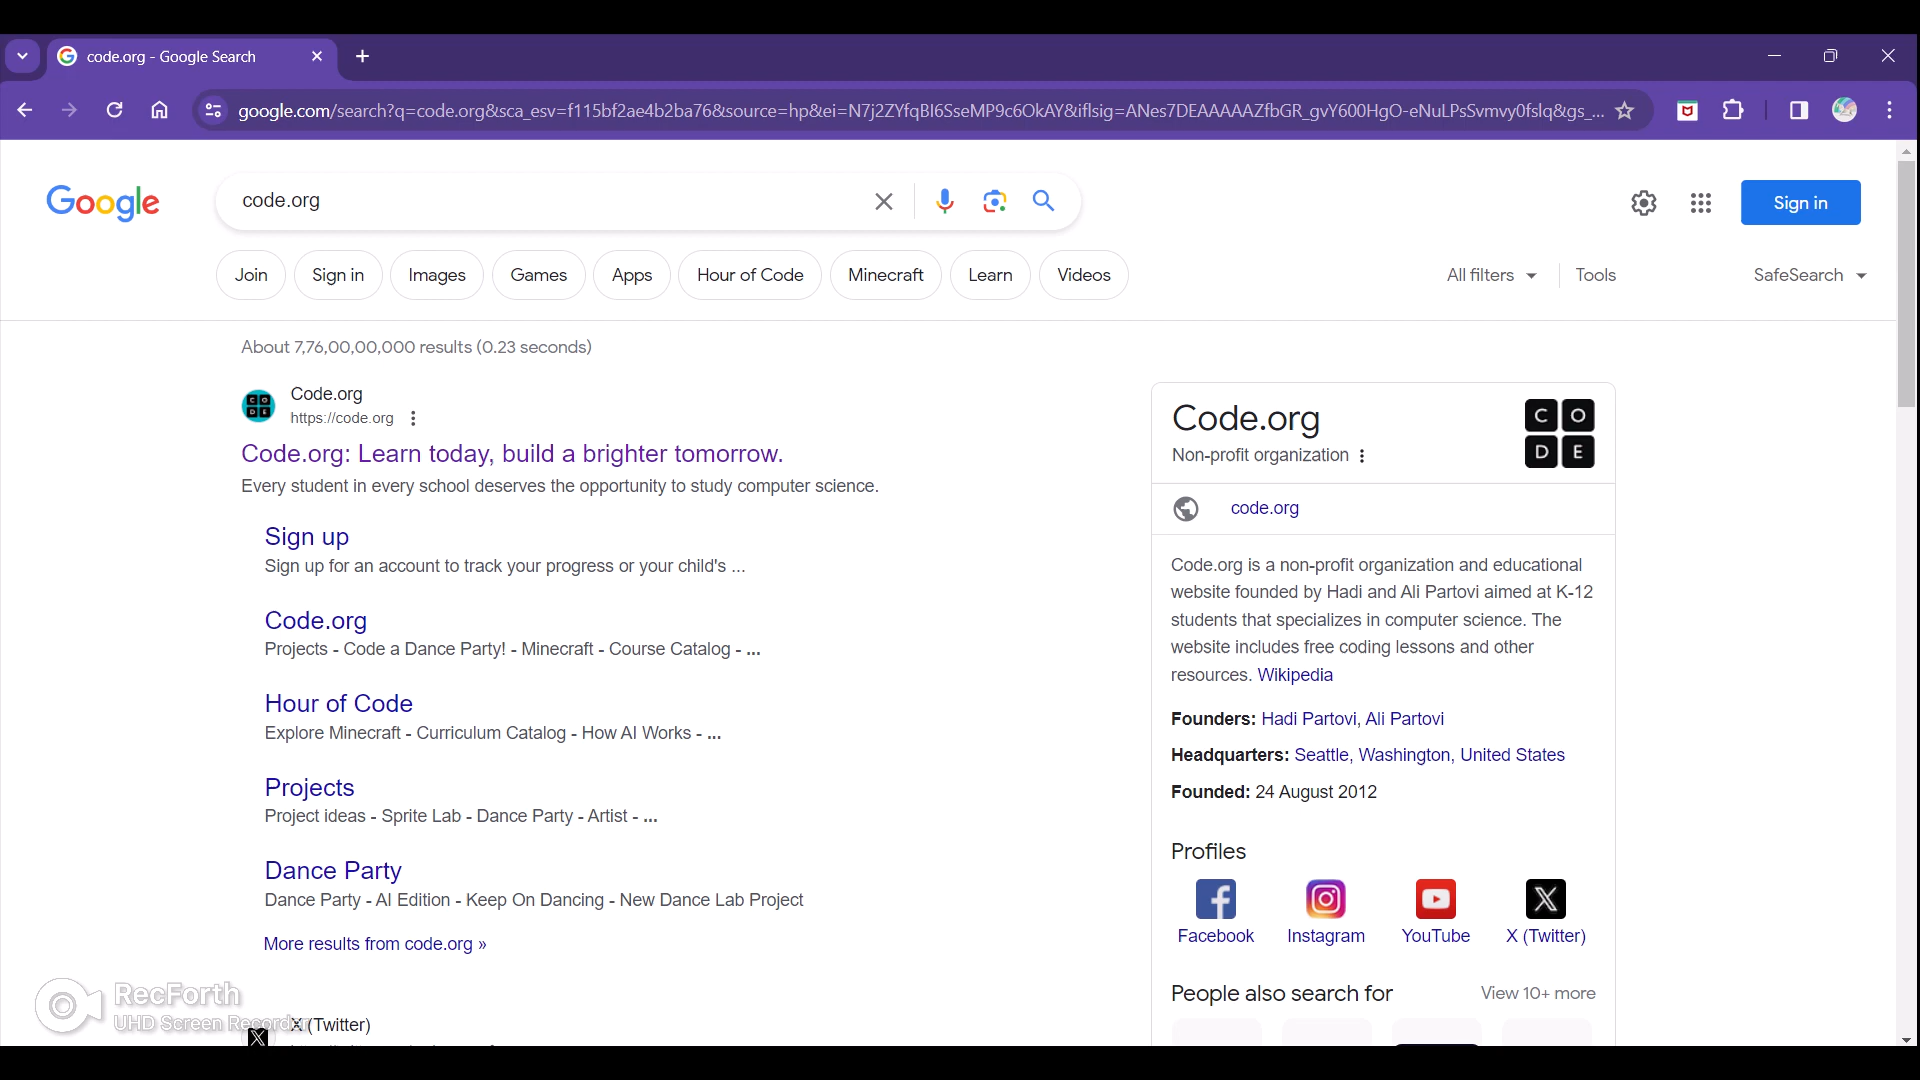 code.org - Google Search
google.com/search?q=code.org&sca_esv=f115bf2ae4b2ba76&source=hp&ei=N7j2ZYfqBI6SseMP9c6OkAY&iflsig=ANes7DEAAAAAZfbGR_gvY600HgO-eNuLPsSvmvy0fslq&gs_...
Google
code.org
Sign in
Join
Sign in
Images
Games
Apps
Hour of Code
Minecraft
Learn
Videos
All filters
Tools
SafeSearch
About 7,76,00,00,000 results (0.23 seconds)
CODE
Code.org
https://code.org
Code.org: Learn today, build a brighter tomorrow.
Every student in every school deserves the opportunity to study computer science.
Sign up
Sign up for an account to track your progress or your child's ...
Code.org
Projects - Code a Dance Party! - Minecraft - Course Catalog - ...
Hour of Code
Explore Minecraft - Curriculum Catalog - How AI Works - ...
Projects
Project ideas - Sprite Lab - Dance Party - Artist - ...
Dance Party
Dance Party - AI Edition - Keep On Dancing - New Dance Lab Project
More results from code.org »
X (Twitter)
Code.org
Non-profit organization
C O
D E
code.org
Code.org is a non-profit organization and educational
website founded by Hadi and Ali Partovi aimed at K-12
students that specializes in computer science. The
website includes free coding lessons and other
resources. Wikipedia
Founders: Hadi Partovi, Ali Partovi
Headquarters: Seattle, Washington, United States
Founded: 24 August 2012
Profiles
Facebook
Instagram
YouTube
X (Twitter)
People also search for
View 10+ more
RecForth
UHD Screen Recorder